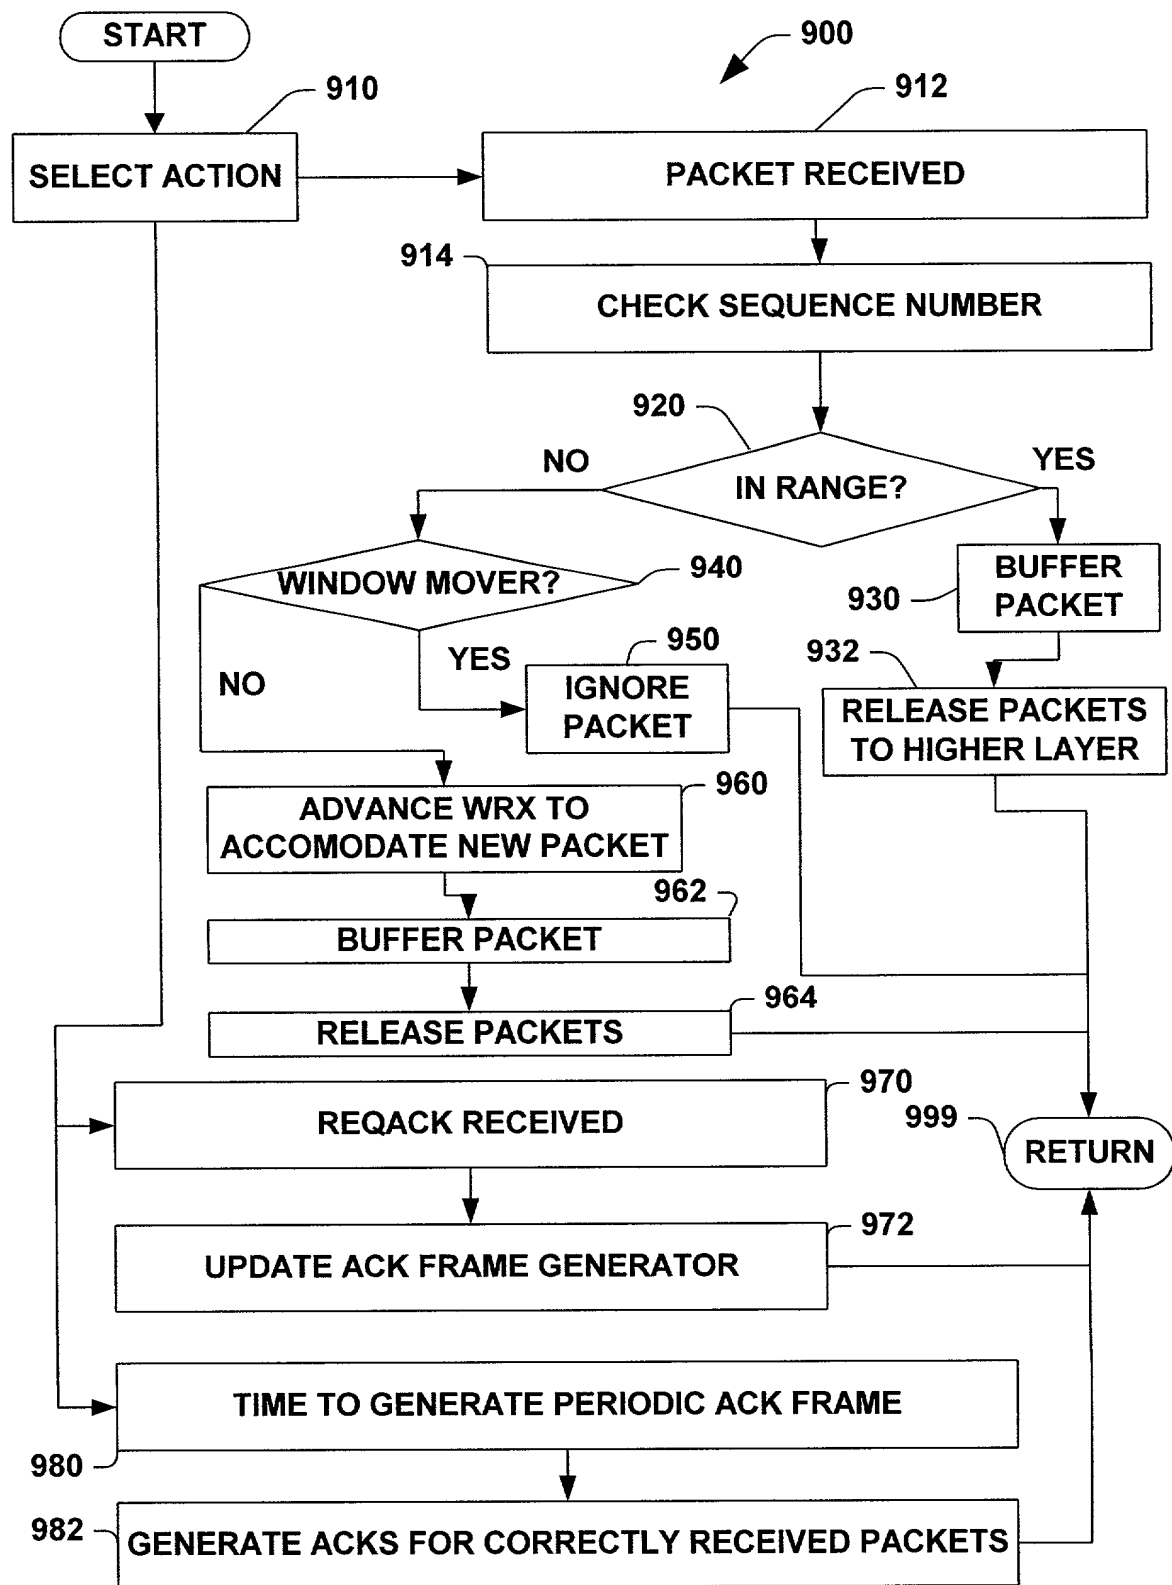 START
900
910
912
SELECT ACTION
PACKET RECEIVED
914
CHECK SEQUENCE NUMBER
920
NO
YES
IN RANGE?
WINDOW MOVER?
940
BUFFER
PACKET
930
950
932
NO
YES
IGNORE
PACKET
RELEASE PACKETS
TO HIGHER LAYER
960
ADVANCE WRX TO
ACCOMODATE NEW PACKET
962
BUFFER PACKET
964
RELEASE PACKETS
970
REQACK RECEIVED
999
RETURN
972
UPDATE ACK FRAME GENERATOR
TIME TO GENERATE PERIODIC ACK FRAME
980
982
GENERATE ACKS FOR CORRECTLY RECEIVED PACKETS